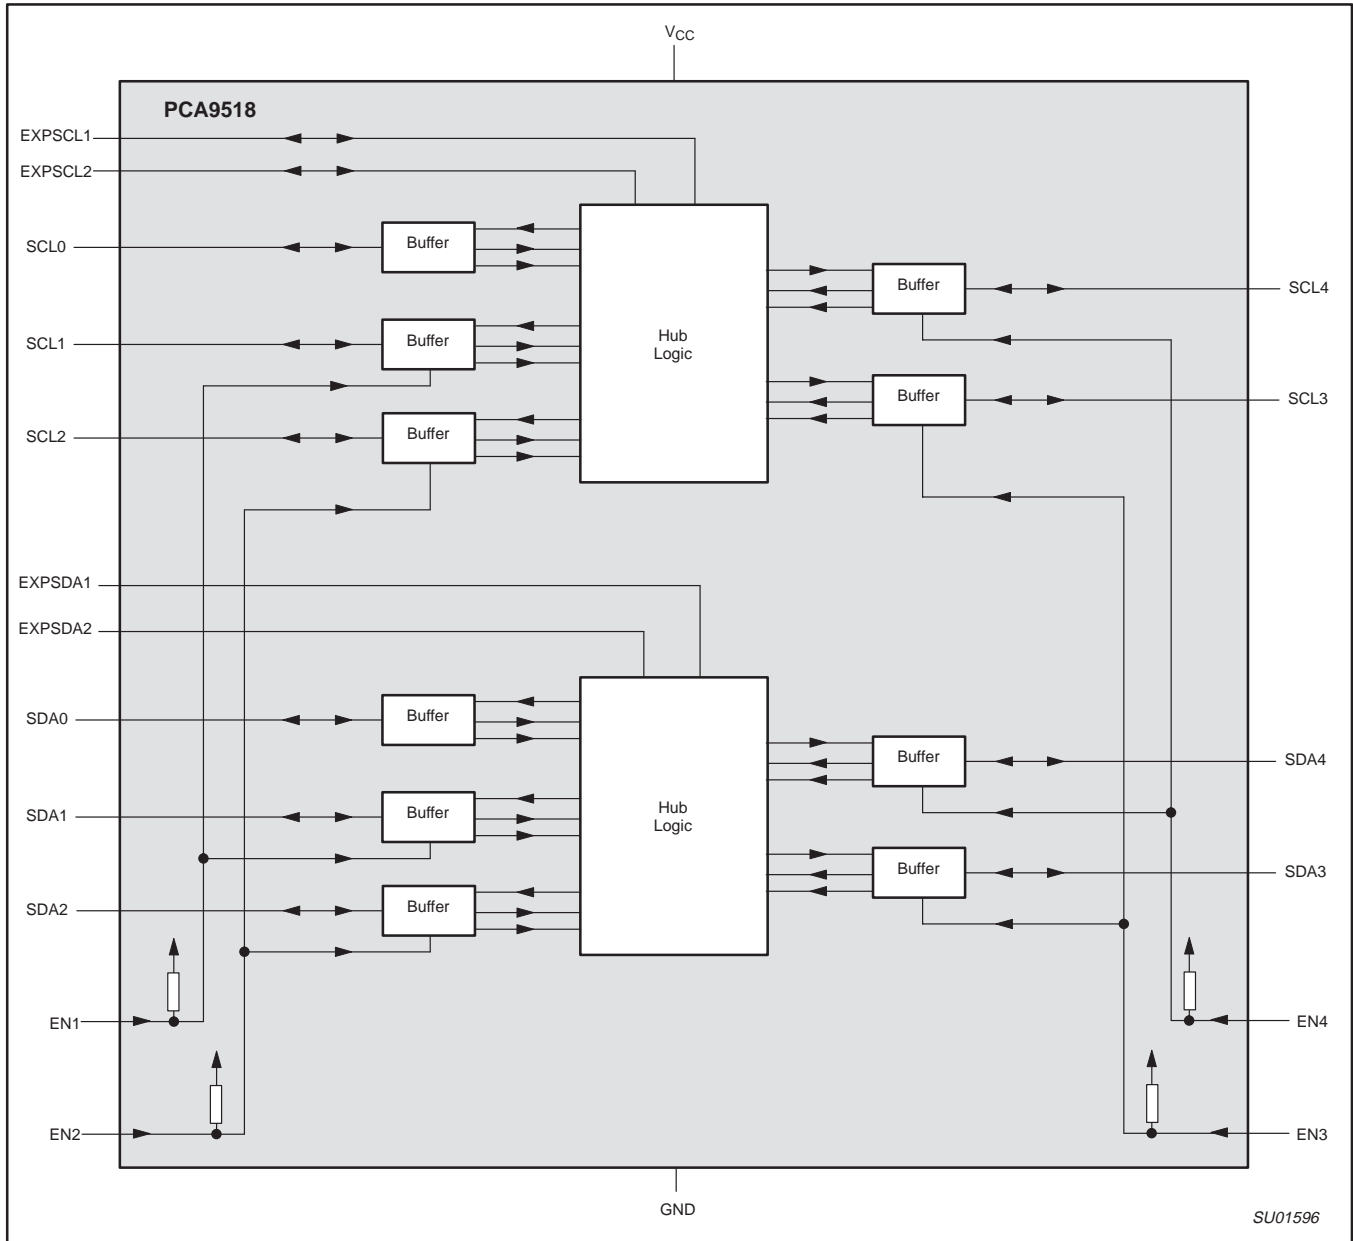 VCC
PCA9518
EXPSCL1
EXPSCL2
SCL0
Buffer
SCL1
Buffer
SCL2
Buffer
Hub
Logic
Buffer
SCL4
Buffer
SCL3
EXPSDA1
EXPSDA2
SDA0
Buffer
SDA1
Buffer
SDA2
Buffer
Hub
Logic
Buffer
SDA4
Buffer
SDA3
EN1
EN4
EN2
EN3
GND
SU01596